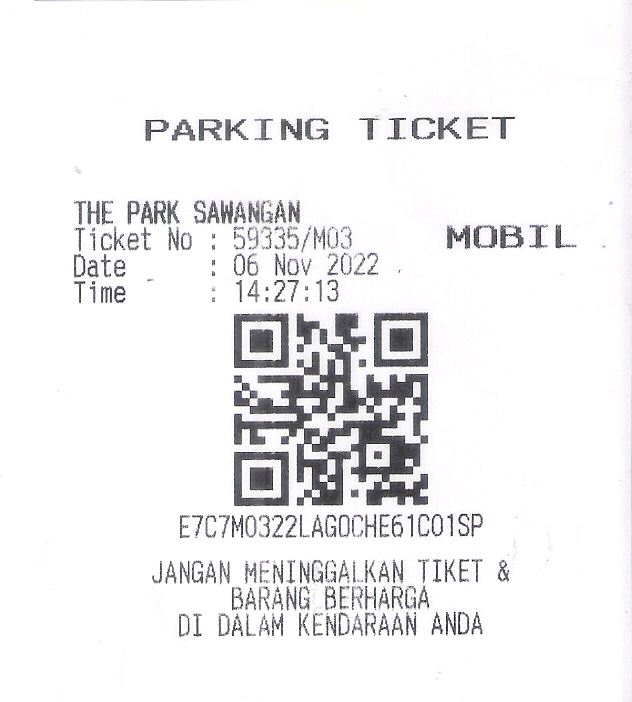 PARKING TICKET
THE PARK SAWANGAN
Ticket No : 59335/M03
MOBIL
Date : 06 Nov 2022
Time : 14:27:13
E7C7M0322LAGOCHE61C01SP
JANGAN MENINGGALKAN TIKET &
BARANG BERHARGA
DI DALAM KENDARAAN ANDA